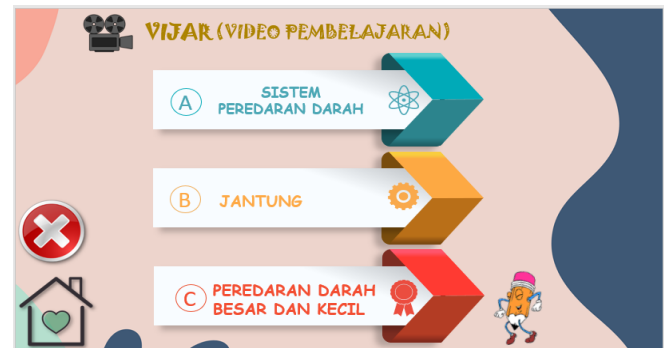 VIJAR (VIDEO PEMBELAJARAN)
A
SISTEM
PEREDARAN DARAH
B
JANTUNG
C
PEREDARAN DARAH
BESAR DAN KECIL